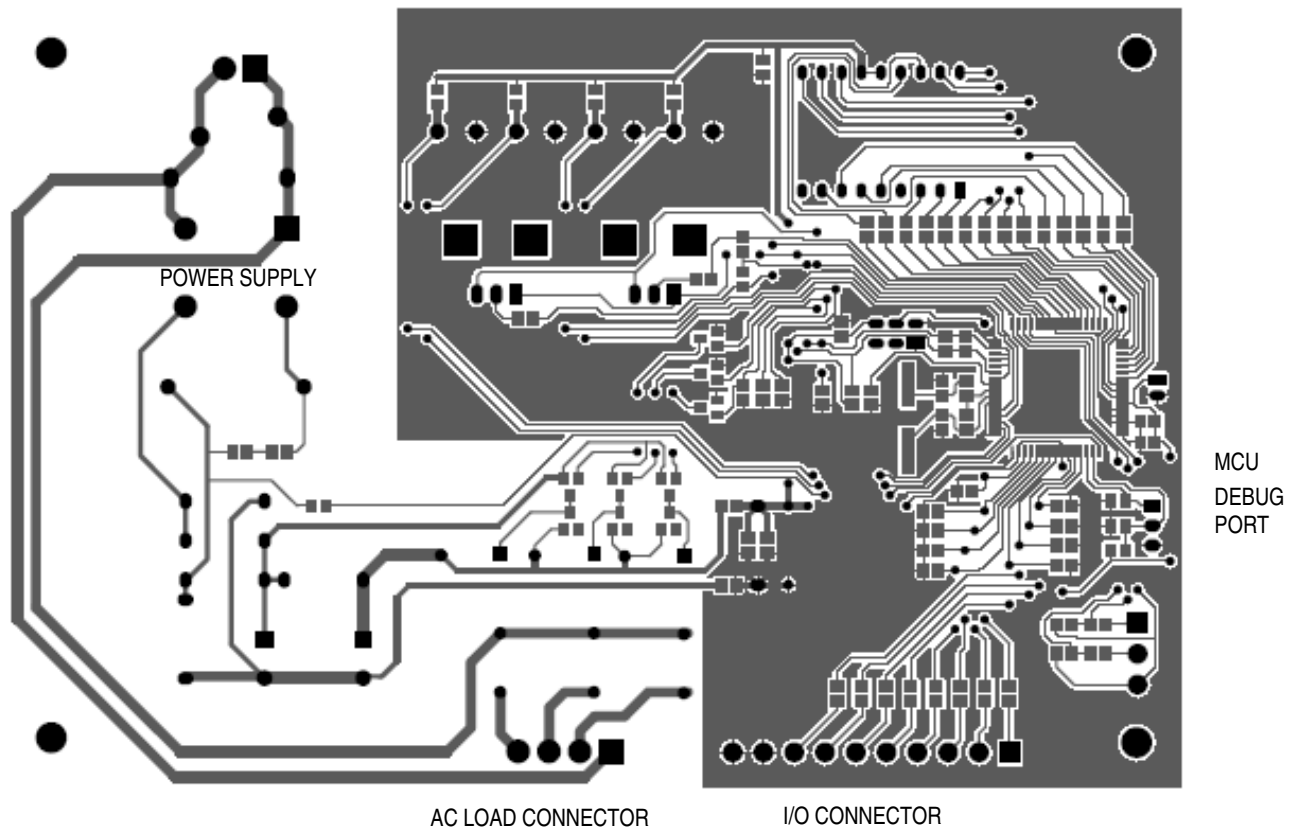 POWER SUPPLY
MCU
DEBUG
PORT
AC LOAD CONNECTOR
I/O CONNECTOR